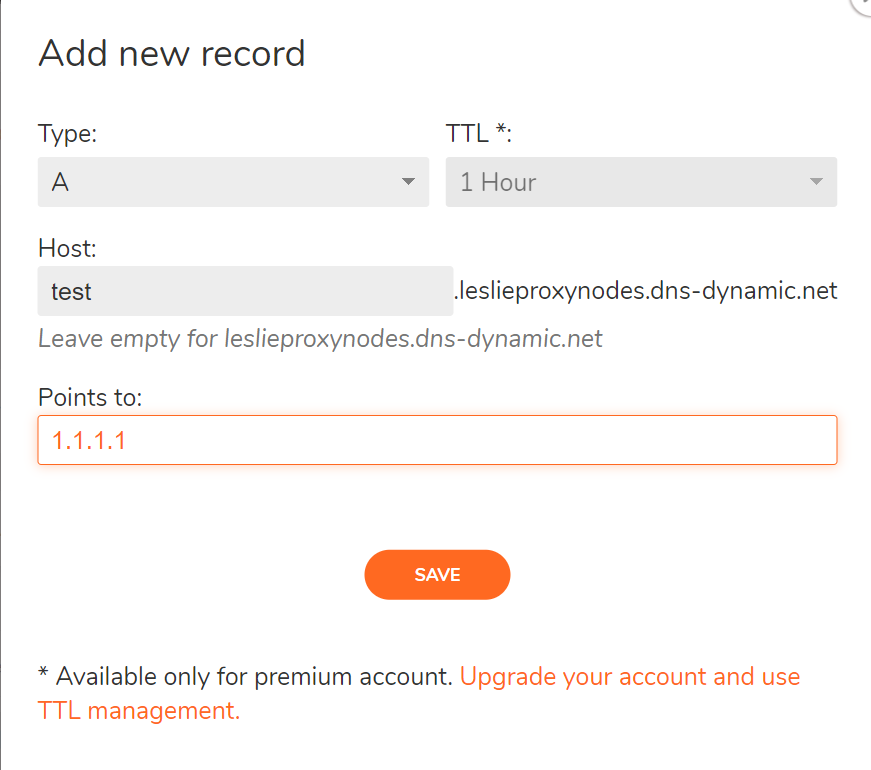 Add new record
Type:
TTL *:
A
1 Hour
Host:
test
.leslieproxynodes.dns-dynamic.net
Leave empty for leslieproxynodes.dns-dynamic.net
Points to:
1.1.1.1
SAVE
* Available only for premium account. Upgrade your account and use
TTL management.